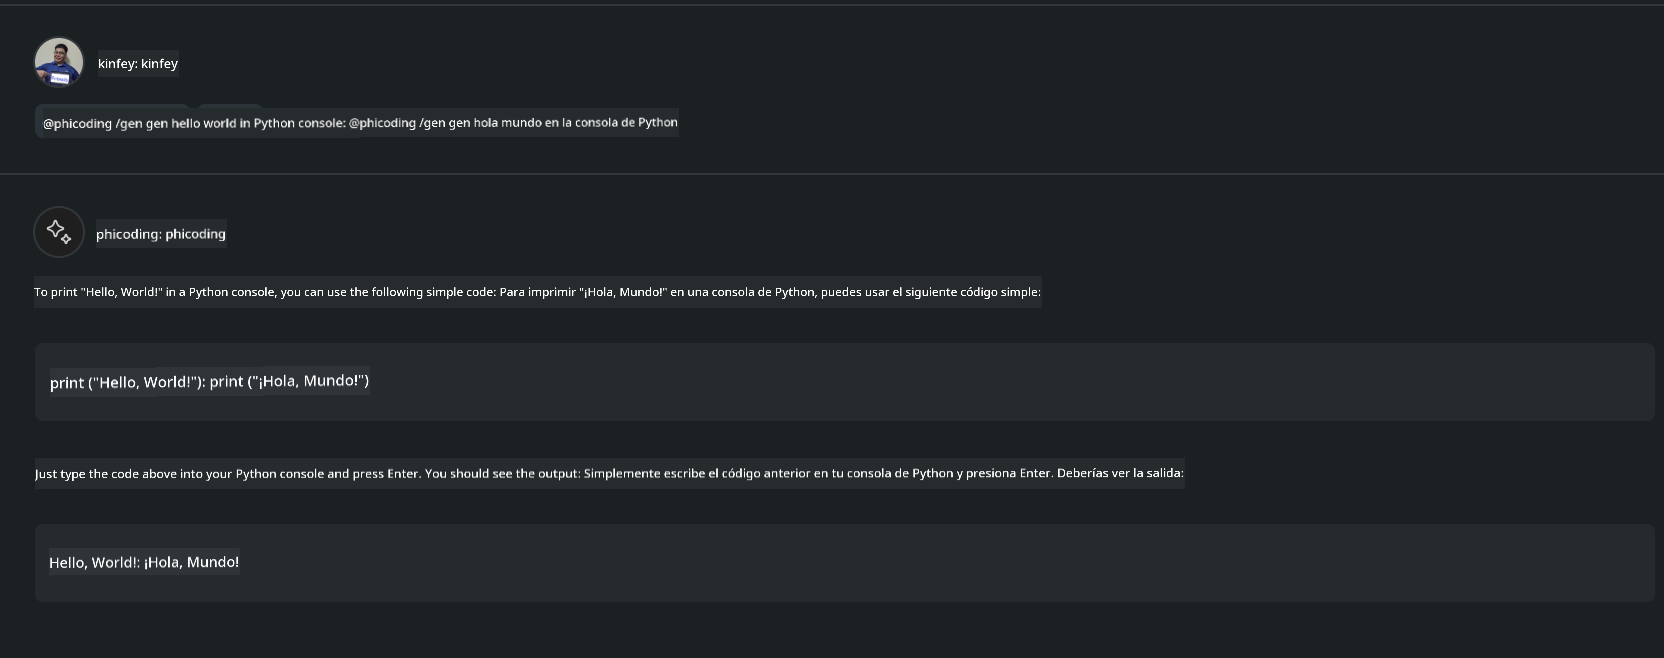 kinfey: kinfey
@phicoding /gen gen hello world in Python console: @phicoding /gen gen hola mundo en la consola de Python
phicoding: phicoding
To print "Hello, World!" in a Python console, you can use the following simple code: Para imprimir "¡Hola, Mundo!" en una consola de Python, puedes usar el siguiente código simple:
print ("Hello, World!"): print ("¡Hola, Mundo!")
Just type the code above into your Python console and press Enter. You should see the output: Simplemente escribe el código anterior en tu consola de Python y presiona Enter. Deberías ver la salida:
Hello, World!: ¡Hola, Mundo!